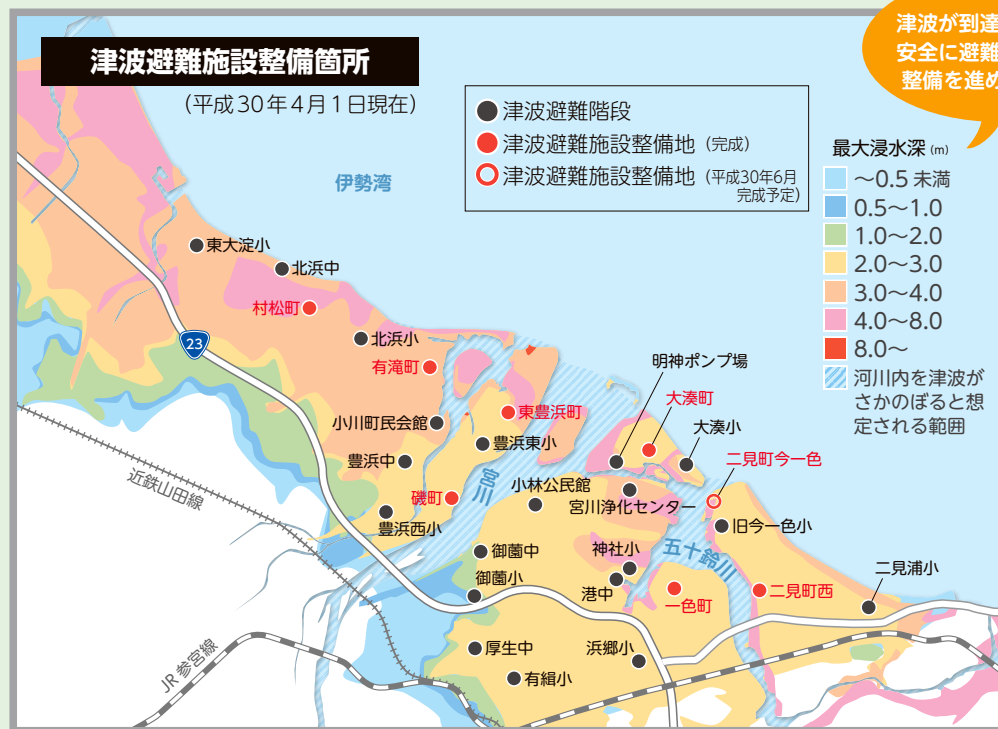 津波避難施設整備箇所
(平成30年4月1日現在)
津波が到達
安全に避難
整備を進め
津波避難階段
津波避難施設整備地 (完成)
津波避難施設整備地 (平成30年6月
完成予定)
最大浸水深 (m)
～0.5 未満
0.5～1.0
1.0～2.0
2.0～3.0
3.0～4.0
4.0～8.0
8.0～
河川内を津波が
さかのぼると想
定される範囲
伊勢湾
東大淀小
北浜中
村松町
23
北浜小
有滝町
明神ポンプ場
大湊町
東豊浜町
小川町民会館
大湊小
豊浜東小
二見町今一色
豊浜中
宮川
小林公民館
近鉄山田線
磯町
宮川浄化センター
豊浜西小
旧今一色小
御薗中
神社小
五十鈴川
二見浦小
御薗小
港中
一色町
二見町西
JR参宮線
厚生中
浜郷小
有緝小